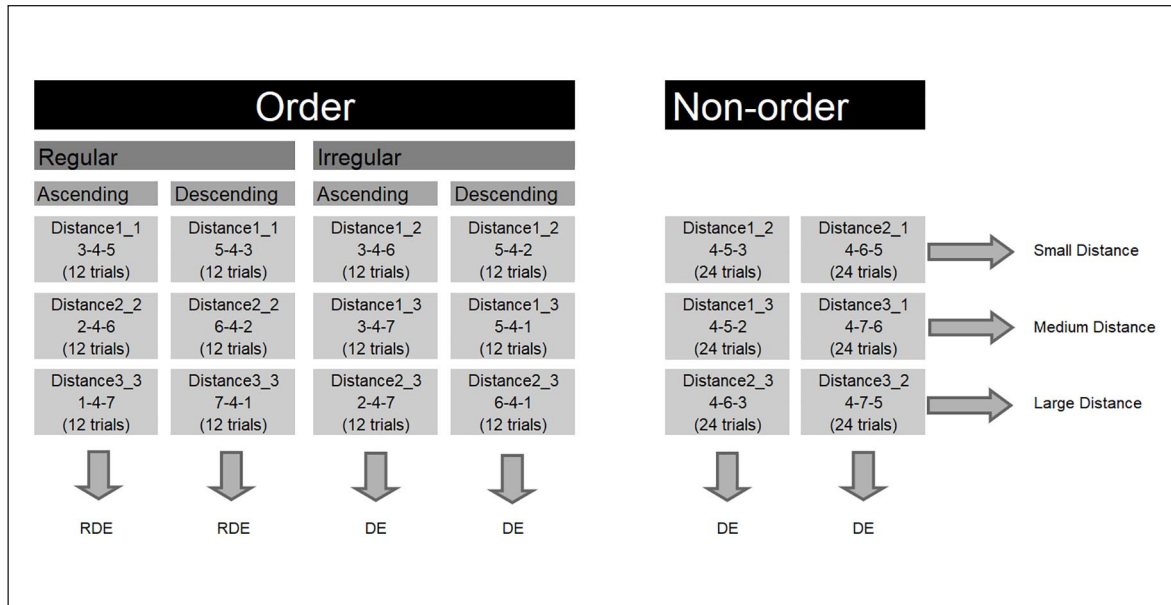 Order
Non-order
Regular
Irregular
Ascending
Descending
Ascending
Descending
Distance1_1
3-4-5
(12 trials)
Distance1_1
5-4-3
(12 trials)
Distance1_2
3-4-6
(12 trials)
Distance1_2
5-4-2
(12 trials)
Distance1_2
4-5-3
(24 trials)
Distance2_1
4-6-5
(24 trials)
Small Distance
Distance2_2
2-4-6
(12 trials)
Distance2_2
6-4-2
(12 trials)
Distance1_3
3-4-7
(12 trials)
Distance1_3
5-4-1
(12 trials)
Distance1_3
4-5-2
(24 trials)
Distance3_1
4-7-6
(24 trials)
Medium Distance
Distance3_3
1-4-7
(12 trials)
Distance3_3
7-4-1
(12 trials)
Distance2_3
2-4-7
(12 trials)
Distance2_3
6-4-1
(12 trials)
Distance2_3
4-6-3
(24 trials)
Distance3_2
4-7-5
(24 trials)
Large Distance
RDE
RDE
DE
DE
DE
DE